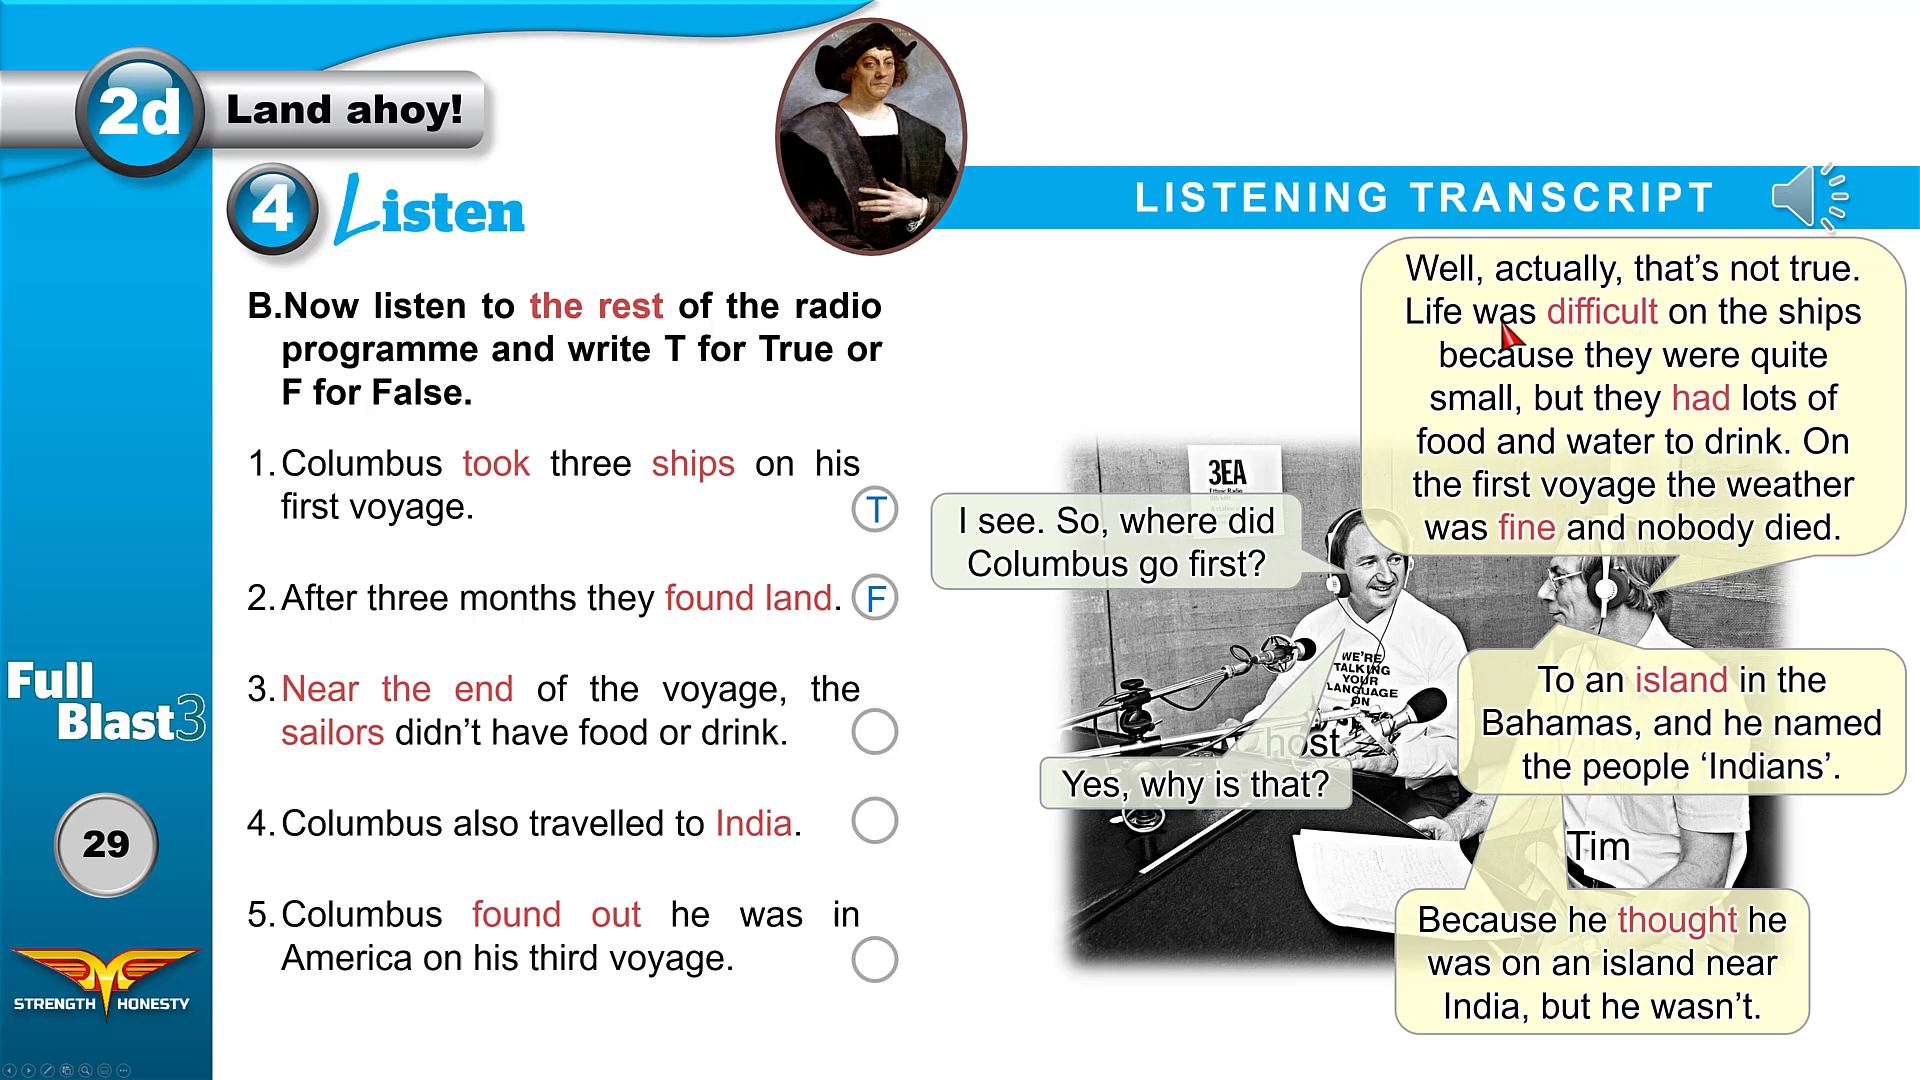 2d Land ahoy!
4 Listen
LISTENING TRANSCRIPT
B.Now listen to the rest of the radio
programme and write T for True or
F for False.
1. Columbus took three ships on his
first voyage. T
2. After three months they found land. F
3. Near the end of the voyage, the
sailors didn’t have food or drink.
4. Columbus also travelled to India.
5. Columbus found out he was in
America on his third voyage.
Well, actually, that’s not true.
Life was difficult on the ships
because they were quite
small, but they had lots of
food and water to drink. On
the first voyage the weather
was fine and nobody died.
I see. So, where did
Columbus go first?
To an island in the
Bahamas, and he named
the people ‘Indians’.
Yes, why is that?
Because he thought he
was on an island near
India, but he wasn’t.
3EA
Ethnic Radio
WE’RE
TALKING
YOUR
LANGUAGE
ON
host
Tim
Full
Blast3
29
STRENGTH HONESTY